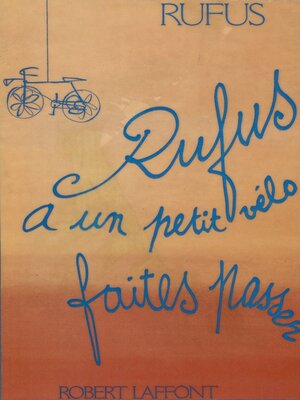 RUFUS
Rufus
a un petit vélo
faites passer
ROBERT LAFFONT